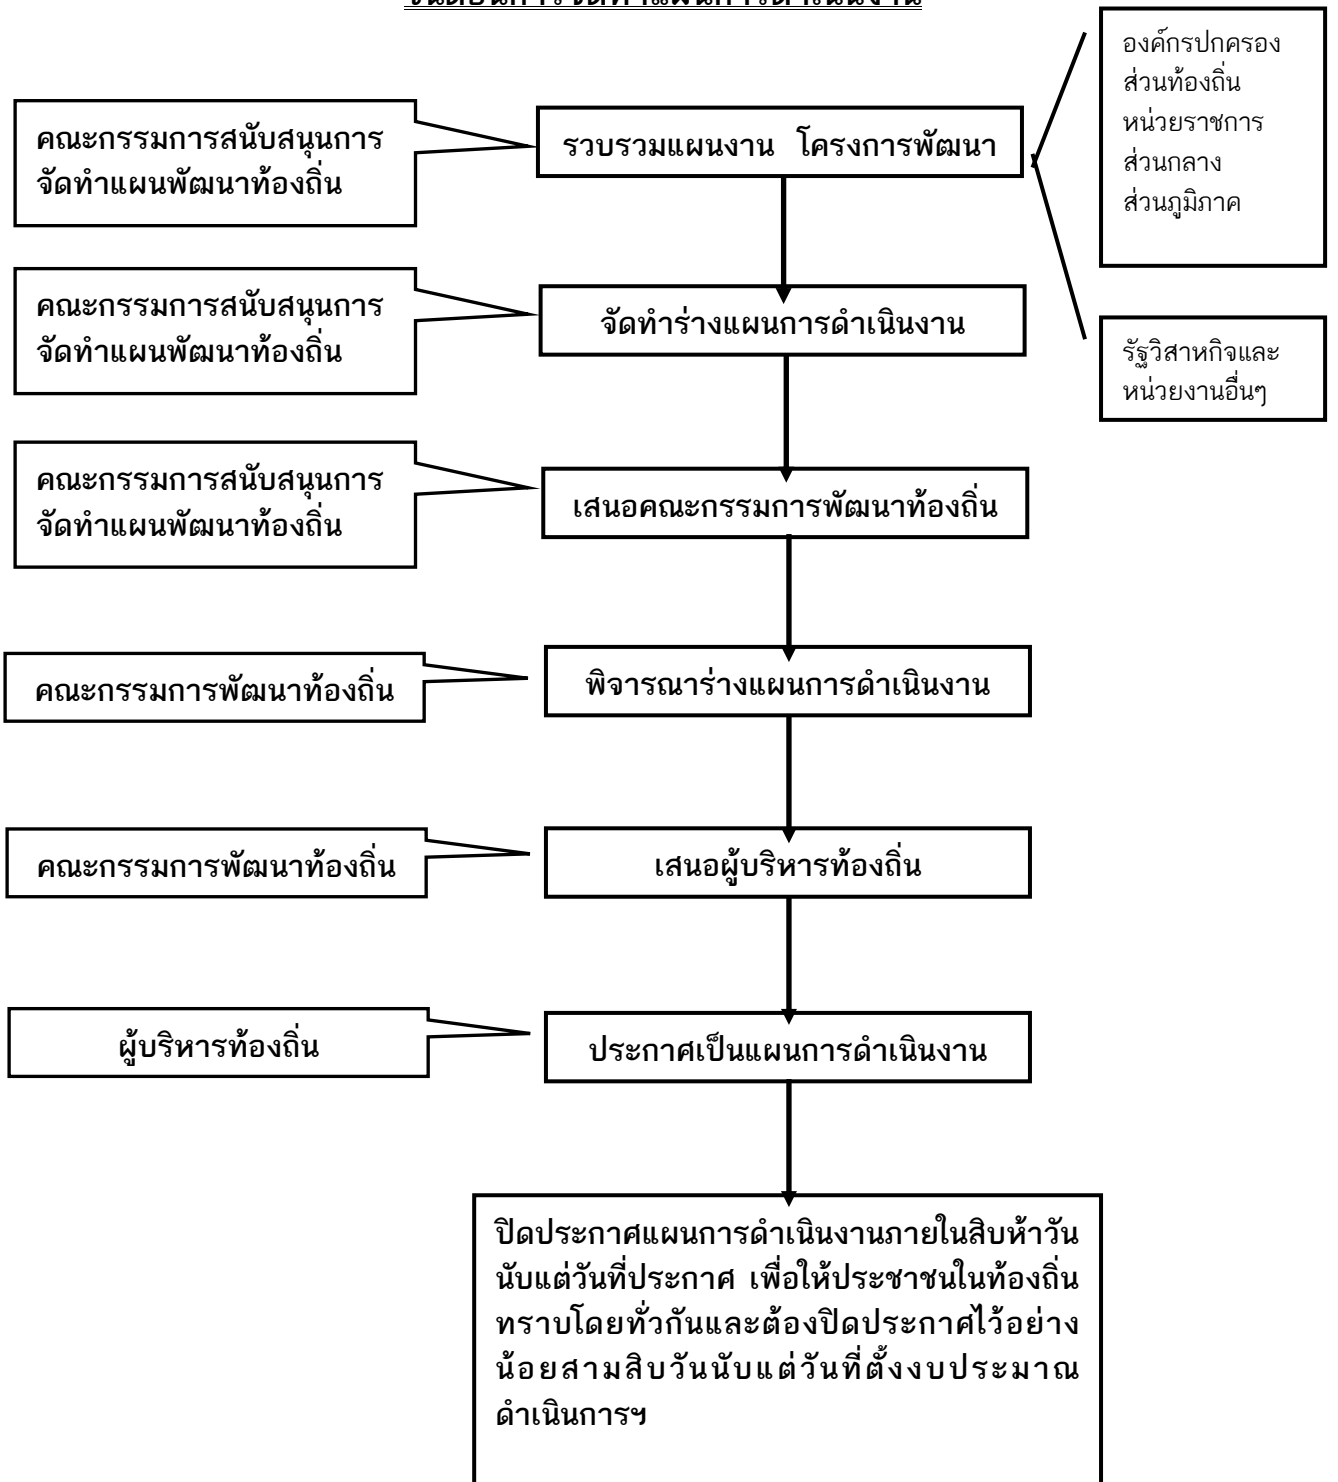 องค์กรปกครอง
ส่วนท้องถิ่น
หน่วยราชการ
ส่วนกลาง
ส่วนภูมิภาค
คณะกรรมการสนับสนุนการ
จัดทำแผนพัฒนาท้องถิ่น
รวบรวมแผนงาน โครงการพัฒนา
คณะกรรมการสนับสนุนการ
จัดทำแผนพัฒนาท้องถิ่น
จัดทำร่างแผนการดำเนินงาน
รัฐวิสาหกิจและ
หน่วยงานอื่นๆ
คณะกรรมการสนับสนุนการ
จัดทำแผนพัฒนาท้องถิ่น
เสนอคณะกรรมการพัฒนาท้องถิ่น
คณะกรรมการพัฒนาท้องถิ่น
พิจารณาร่างแผนการดำเนินงาน
คณะกรรมการพัฒนาท้องถิ่น
เสนอผู้บริหารท้องถิ่น
ผู้บริหารท้องถิ่น
ประกาศเป็นแผนการดำเนินงาน
ปิดประกาศแผนการดำเนินงานภายในสิบห้าวัน
นับแต่วันที่ประกาศ เพื่อให้ประชาชนในท้องถิ่น
ทราบโดยทั่วกันและต้องปิดประกาศไว้อย่าง
น้อยสามสิบวันนับแต่วันที่ตั้งงบประมาณ
ดำเนินการฯ